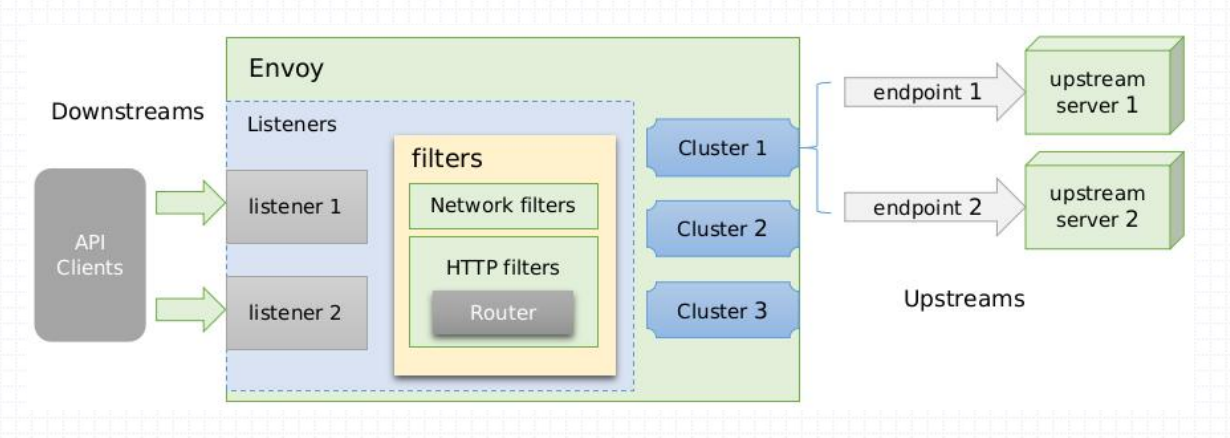 Envoy
Downstreams
Listeners
API
Clients
listener 1
listener 2
filters
Network filters
HTTP filters
Router
Cluster 1
Cluster 2
Cluster 3
endpoint 1
endpoint 2
upstream
server 1
upstream
server 2
Upstreams